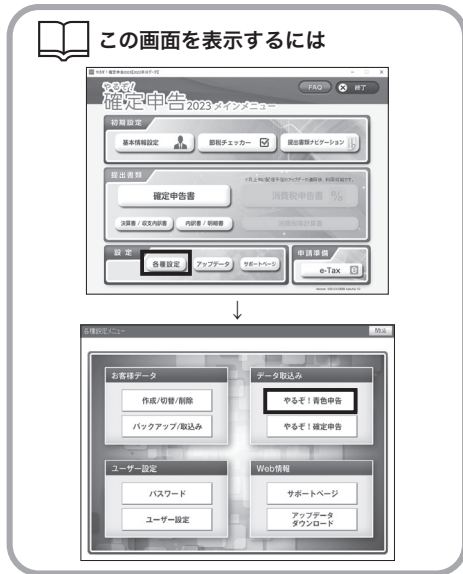 この画面を表示するには
やるぞ!
確定申告2023メインメニュー
FAQ
終了
初期設定
基本情報設定
節税チェッカー
提出書類ナビゲーション
提出書類
確定申告書
消費税申告書
決算書 / 収支内訳書
内訳書 / 明細書
設定
各種設定
アップデータ
サポートページ
申請準備
e-Tax
↓
各種設定メニュー
閉じる
お客様データ
作成/切替/削除
バックアップ/取込み
データ取込み
やるぞ!青色申告
やるぞ!確定申告
ユーザー設定
パスワード
ユーザー設定
Web情報
サポートページ
アップデータ
ダウンロード